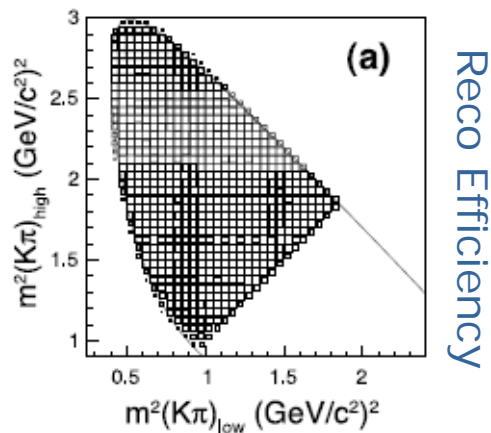 (a)
3
2.5
2
1.5
1
0.5
1
1.5
2
m²(Kπ)high (GeV/c²)²
m²(Kπ)low (GeV/c²)²
Reco Efficiency